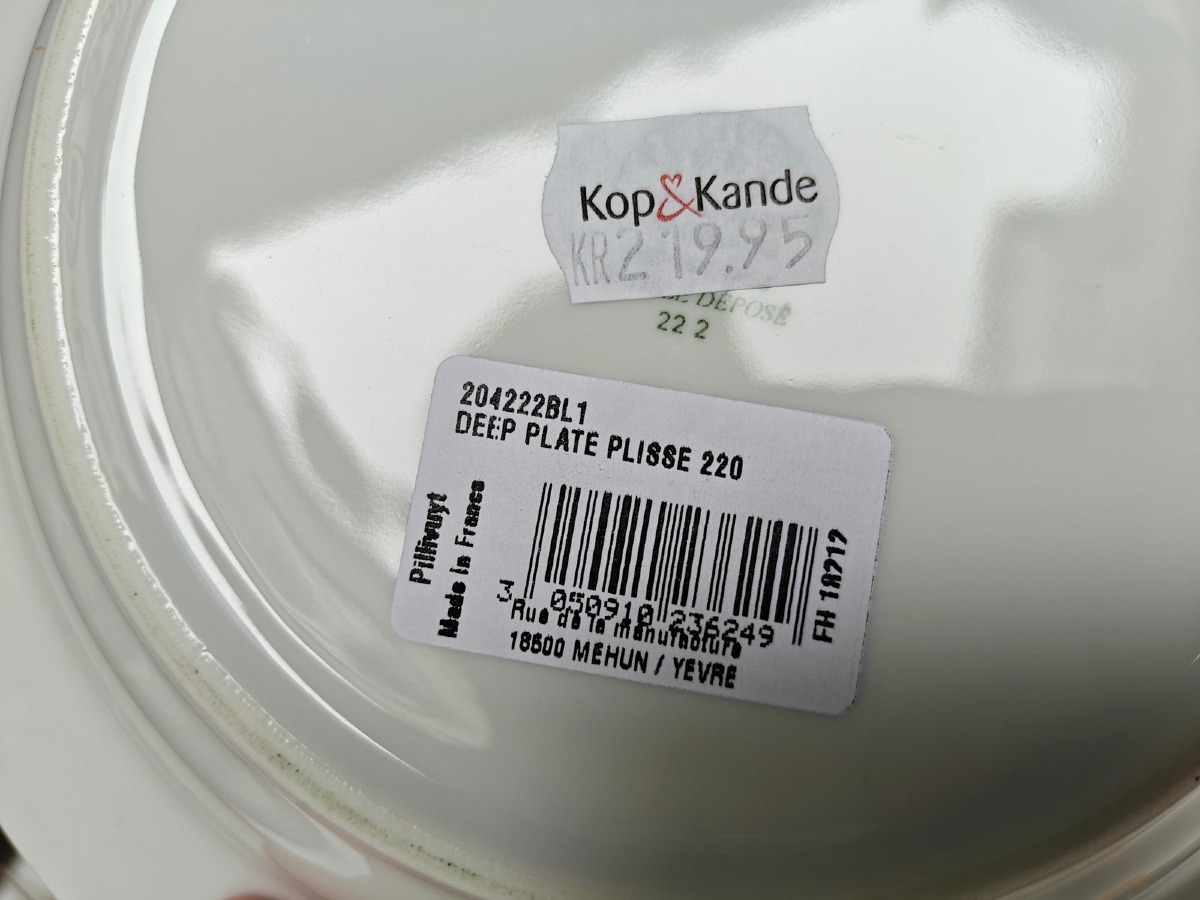 Kop&Kande
KR219.95
DÉPOSÉ
22 2
204222BL1
DEEP PLATE PLISSE 220
Pillivuyt
Made in France
3 050910 236249
FH 18212
Rue de la manufacture
18500 MEHUN / YEVRE